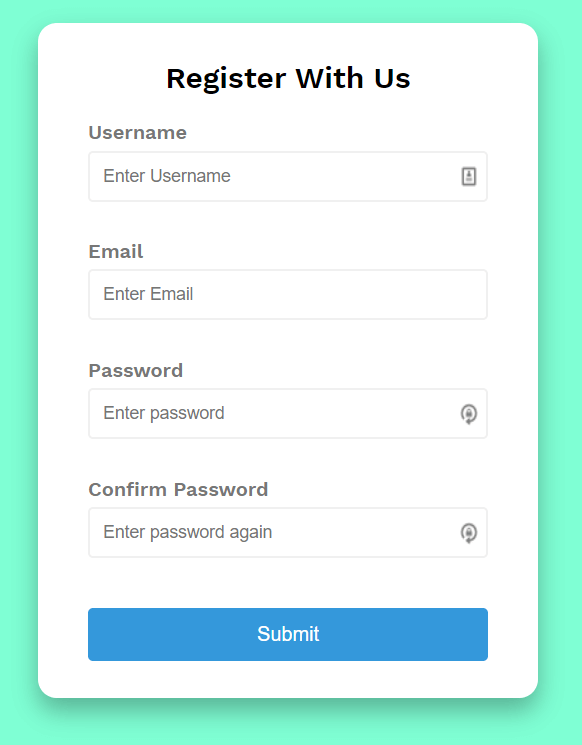 Register With Us
Username
Enter Username
Email
Enter Email
Password
Enter password
Confirm Password
Enter password again
Submit